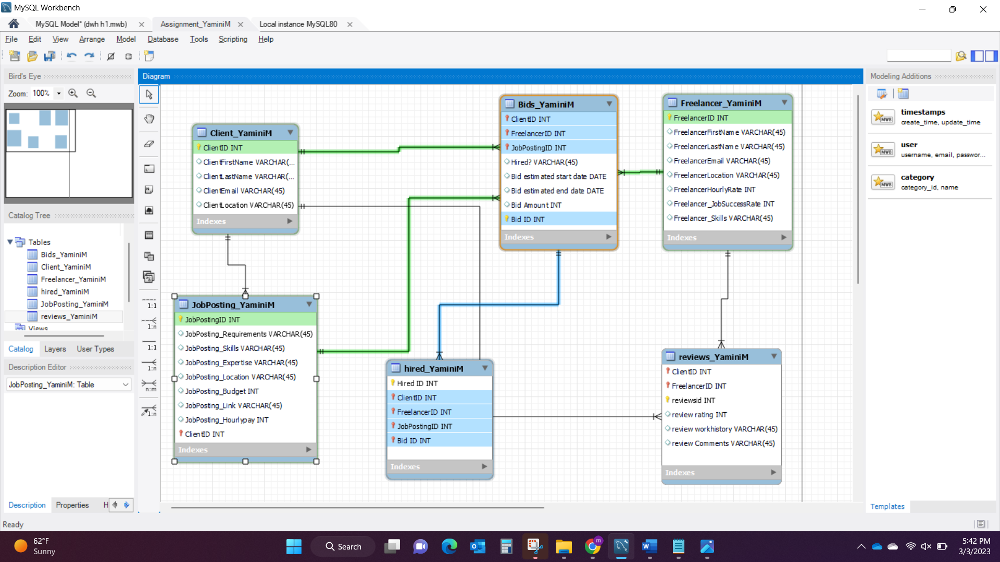 MySQL Workbench
MySQL Model* (dwh h1.mwb)
Assignment_YaminiM
Local instance MySQL80
File Edit View Arrange Model Database Tools Scripting Help
Bird's Eye
Zoom: 100%
Catalog Tree
Tables
Bids_YaminiM
Client_YaminiM
Freelancer_YaminiM
hired_YaminiM
JobPosting_YaminiM
reviews_YaminiM
Views
Catalog Layers User Types
Description Editor
JobPosting_YaminiM: Table
Description Properties H
Ready
1:1
1:n
1:1
1:n
n:m
1:n
Diagram
Client_YaminiM
ClientID INT
ClientFirstName VARCHAR(...
ClientLastName VARCHAR(...
ClientEmail VARCHAR(45)
ClientLocation VARCHAR(45)
Indexes
JobPosting_YaminiM
JobPostingID INT
JobPosting_Requirements VARCHAR(45)
JobPosting_Skills VARCHAR(45)
JobPosting_Expertise VARCHAR(45)
JobPosting_Location VARCHAR(45)
JobPosting_Budget INT
JobPosting_Link VARCHAR(45)
JobPosting_Hourlypay INT
ClientID INT
Indexes
Bids_YaminiM
ClientID INT
FreelancerID INT
JobPostingID INT
Hired? VARCHAR(45)
Bid estimated start date DATE
Bid estimated end date DATE
Bid Amount INT
Bid ID INT
Indexes
hired_YaminiM
Hired ID INT
ClientID INT
FreelancerID INT
JobPostingID INT
Bid ID INT
Indexes
Freelancer_YaminiM
FreelancerID INT
FreelancerFirstName VARCHAR(45)
FreelancerLastName VARCHAR(45)
FreelancerEmail VARCHAR(45)
FreelancerLocation VARCHAR(45)
FreelancerHourlyRate INT
Freelancer_JobSuccessRate INT
Freelancer_Skills VARCHAR(45)
Indexes
reviews_YaminiM
ClientID INT
FreelancerID INT
reviewsid INT
review rating INT
review workhistory VARCHAR(45)
review Comments VARCHAR(45)
Indexes
Modeling Additions
MWB
timestamps
create_time, update_time
MWB
user
username, email, passwor...
MWB
category
category_id, name
Templates
62°F
Sunny
Search
m
5:42 PM
3/3/2023